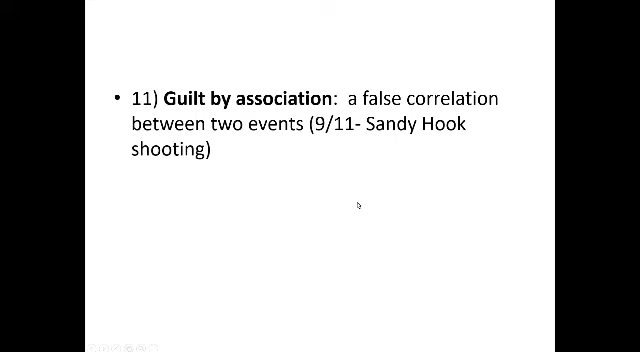 • 11) Guilt by association:  a false correlation
between two events (9/11- Sandy Hook
shooting)